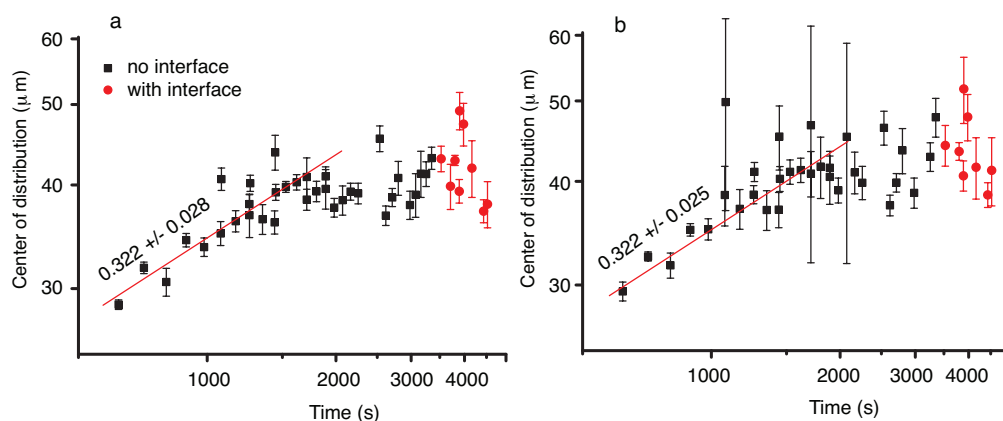 a
60
50
40
30
Center of distribution (μm)
no interface
with interface
0.322 +/- 0.028
1000
2000
3000
4000
Time (s)
b
60
50
40
30
Center of distribution (μm)
0.322 +/- 0.025
1000
2000
3000
4000
Time (s)